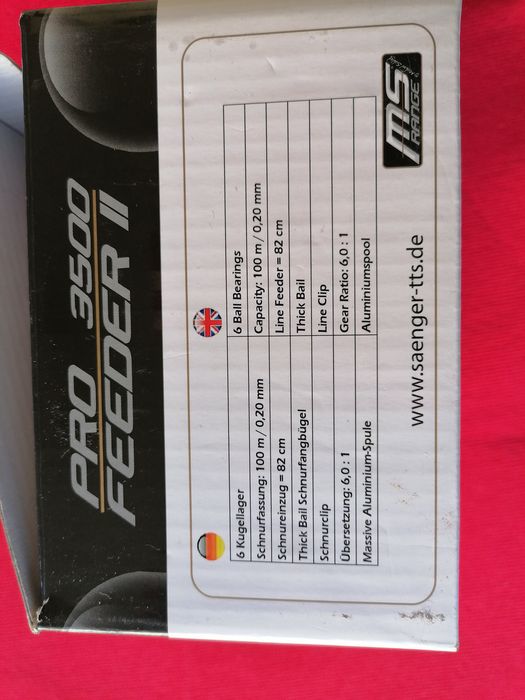 PRO 3500
FEEDER II
6 Kugellager
Schnurfassung: 100 m / 0,20 mm
Schnureinzug = 82 cm
Thick Bail Schnurfangbügel
Schnurclip
Übersetzung: 6,0 : 1
Massive Aluminium-Spule
6 Ball Bearings
Capacity: 100 m / 0,20 mm
Line Feeder = 82 cm
Thick Bail
Line Clip
Gear Ratio: 6,0 : 1
Aluminiumspool
www.saenger-tts.de
MS
RANGE